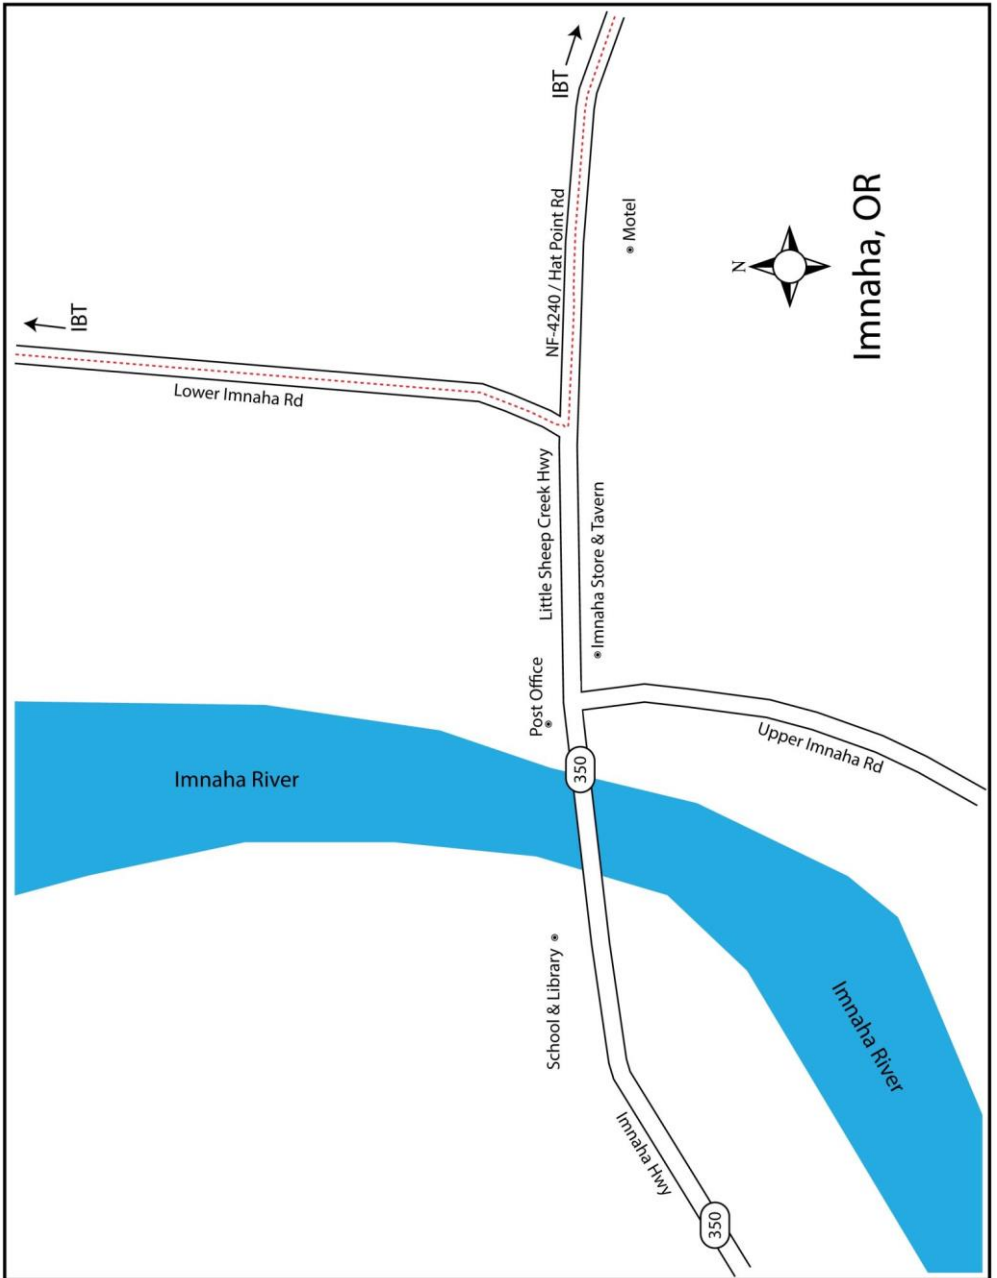 Imnaha, OR
N
IBT
IBT
NF-4240 / Hat Point Rd
Motel
Lower Imnaha Rd
Little Sheep Creek Hwy
Imnaha Store & Tavern
Post Office
Upper Imnaha Rd
350
Imnaha River
School & Library
Imnaha River
Imnaha Hwy
350